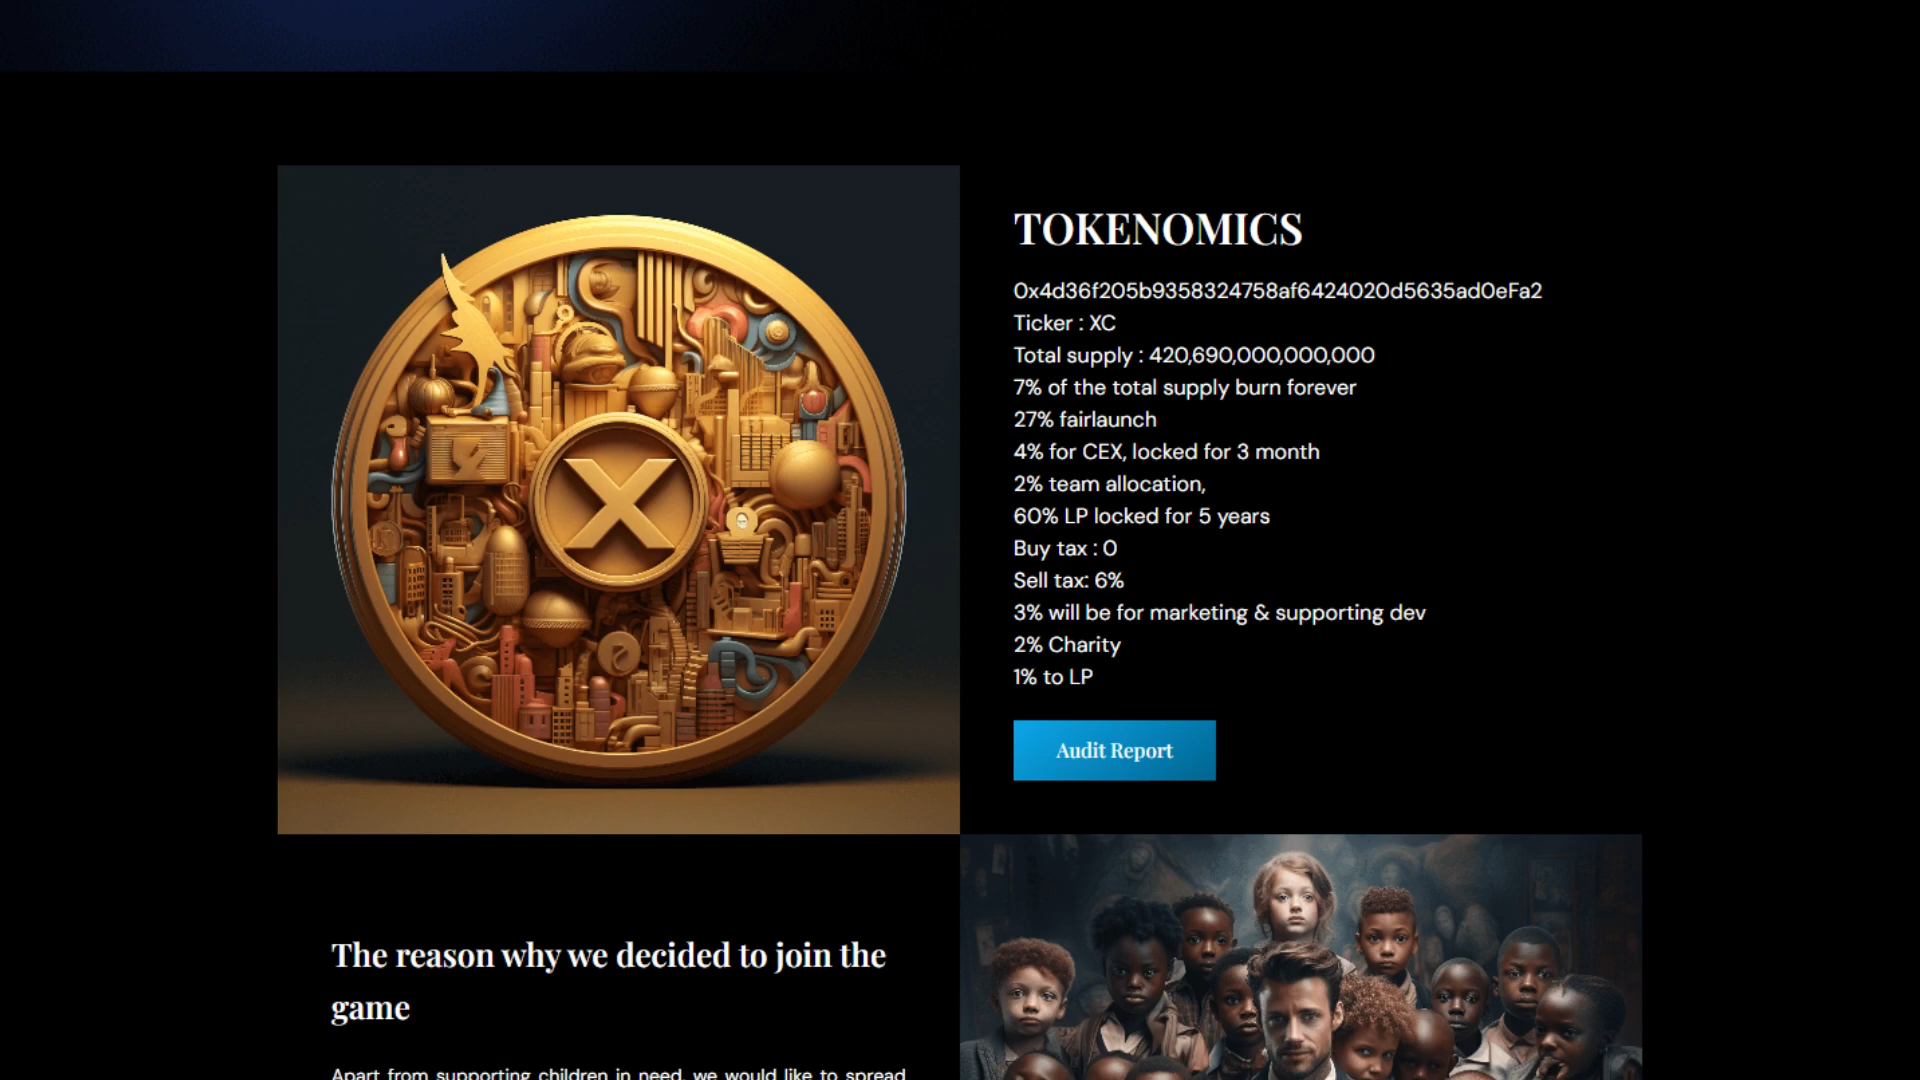 TOKENOMICS
0x4d36f205b9358324758af6424020d5635ad0eFa2
Ticker : XC
Total supply : 420,690,000,000,000
7% of the total supply burn forever
27% fairlaunch
4% for CEX, locked for 3 month
2% team allocation,
60% LP locked for 5 years
Buy tax : 0
Sell tax: 6%
3% will be for marketing & supporting dev
2% Charity
1% to LP
Audit Report
X
The reason why we decided to join the
game
Apart from supporting children in need, we would like to spread